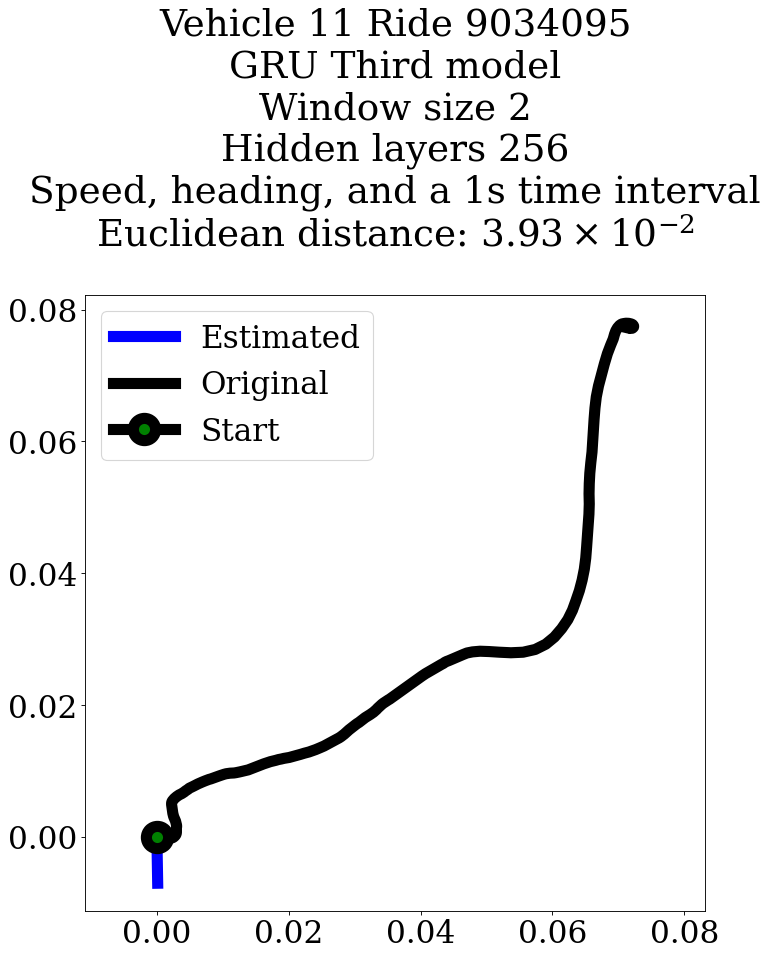 Vehicle 11 Ride 9034095
GRU Third model
Window size 2
Hidden layers 256
Speed, heading, and a 1s time interval
Euclidean distance: 3.93 × 10⁻²
Estimated
Original
Start
0.08
0.06
0.04
0.02
0.00
0.00 0.02 0.04 0.06 0.08